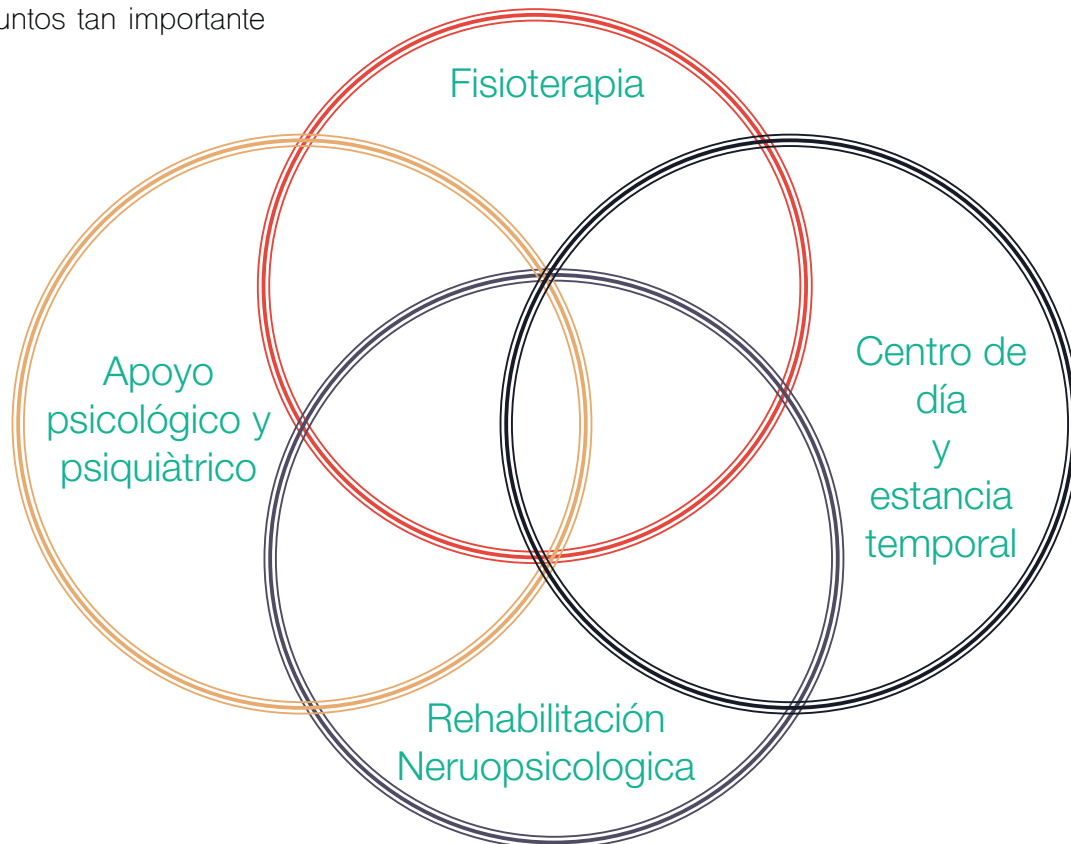 untos tan importante
Fisioterapia
Apoyo
psicológico y
psiquiàtrico
Centro de
día
y
estancia
temporal
Rehabilitación
Neruopsicologica